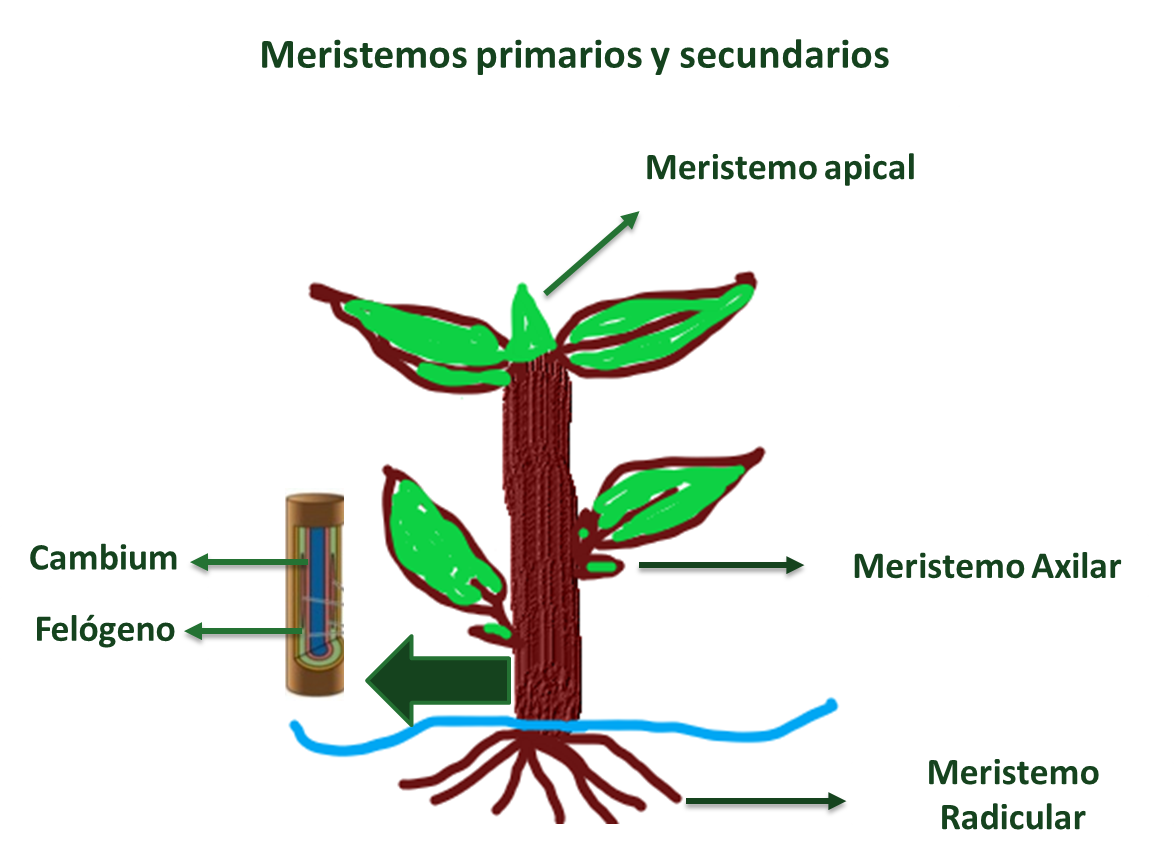 Meristemos primarios y secundarios
Meristemo apical
Cambium
Meristemo Axilar
Felógeno
Meristemo
Radicular